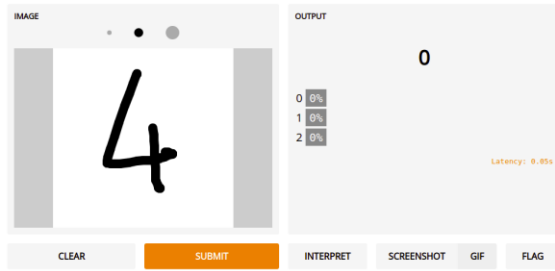 IMAGE
4
CLEAR
SUBMIT
OUTPUT
0
0 0%
1 0%
2 0%
Latency: 0.05s
INTERPRET
SCREENSHOT
GIF
FLAG